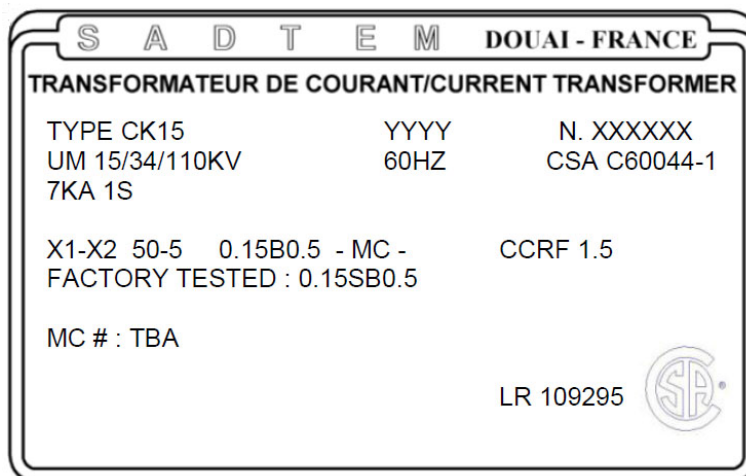 SADTEM DOUAI - FRANCE
TRANSFORMATEUR DE COURANT/CURRENT TRANSFORMER
TYPE CK15 YYYY N. XXXXXX
UM 15/34/110KV 60HZ CSA C60044-1
7KA 1S
X1-X2 50-5 0.15B0.5 - MC - CCRF 1.5
FACTORY TESTED : 0.15SB0.5
MC # : TBA
LR 109295 CSA ®